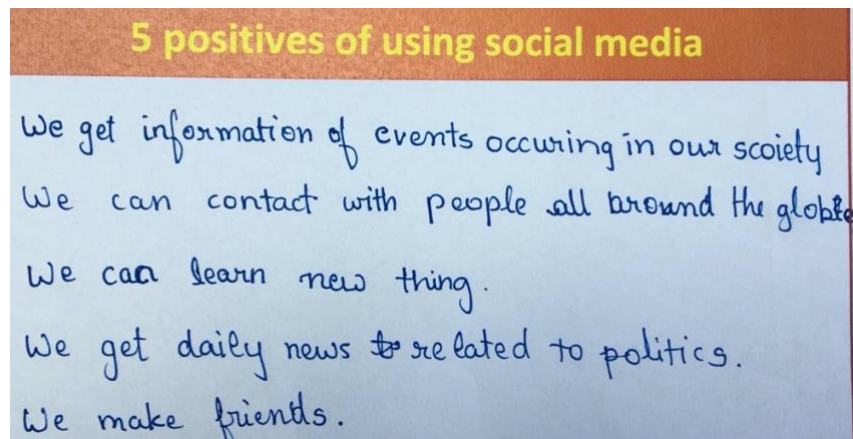 5 positives of using social media
We get information of events occuring in our scoiety
We can contact with people all around the globe
We can learn new thing.
We get daily news related to politics.
We make friends.